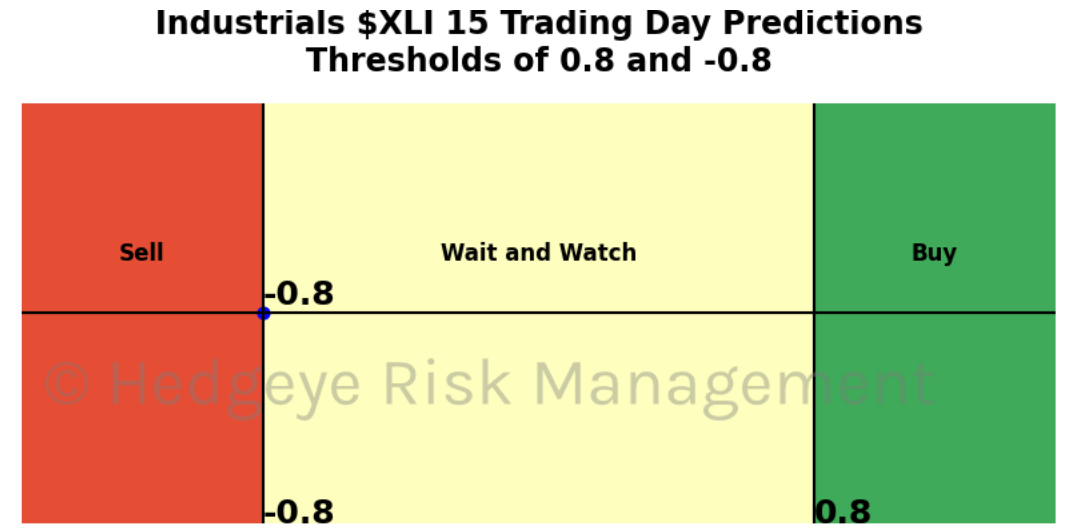 Industrials $XLI 15 Trading Day Predictions
Thresholds of 0.8 and -0.8
Sell
Wait and Watch
Buy
-0.8
© Hedgeye Risk Management
-0.8
0.8